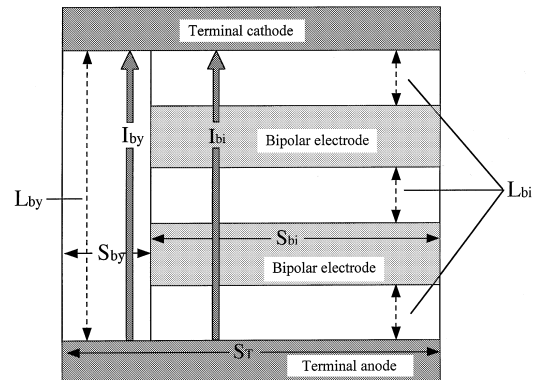 Terminal cathode
Iby
Ibi
Bipolar electrode
Lby
Lbi
Sby
Sbi
Bipolar electrode
ST
Terminal anode